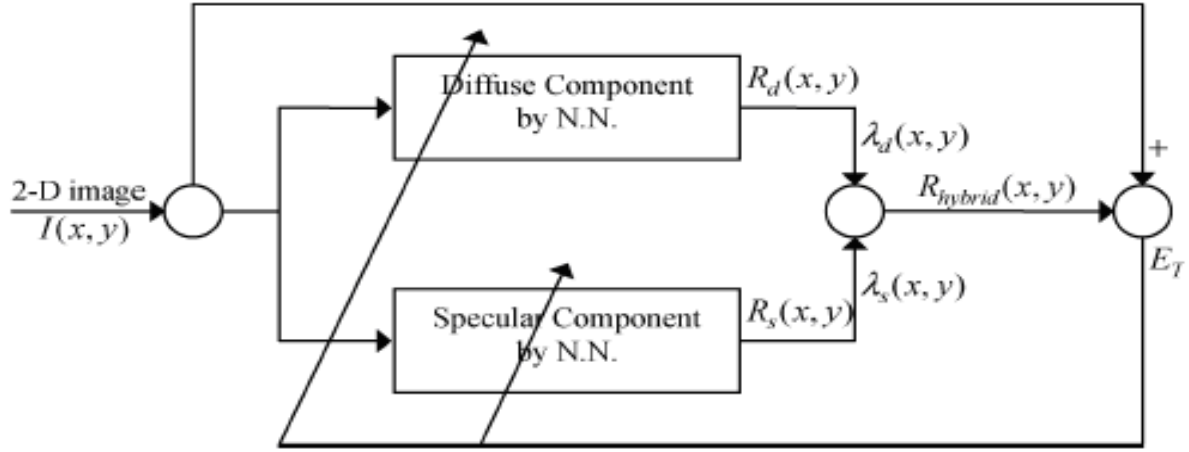 2-D image
I(x, y)
Diffuse Component
by N.N.
R_d(x, y)
λ_d(x, y)
+
R_hybrid(x, y)
E_T
λ_s(x, y)
Specular Component
by N.N.
R_s(x, y)